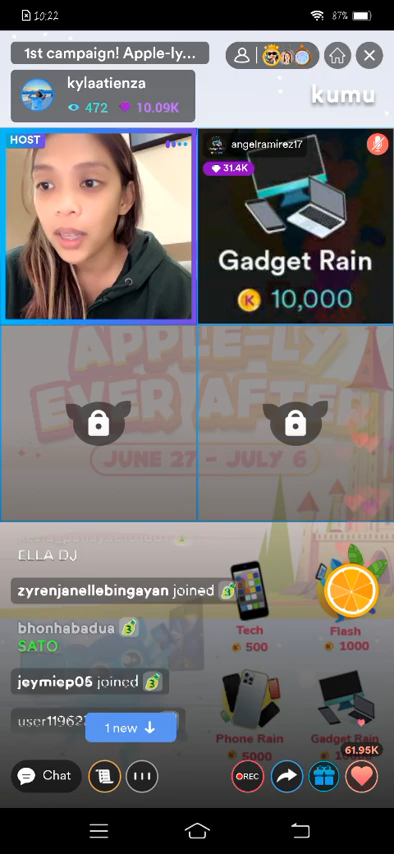 10:22
87%
1st campaign! Apple-ly...
kylaatienza
472
10.09K
kumu
HOST
angelramirez17
31.4K
Gadget Rain
K 10,000
APPLE-LY
EVER AFTER
JUNE 27 - JULY 6
ELLA DJ
zyrenjanellebingayan joined
bhonhabadua
SATO
jeymiep05 joined
1 new
Tech
500
Flash
1000
Phone Rain
5000
Gadget Rain
61.95K
Chat
REC